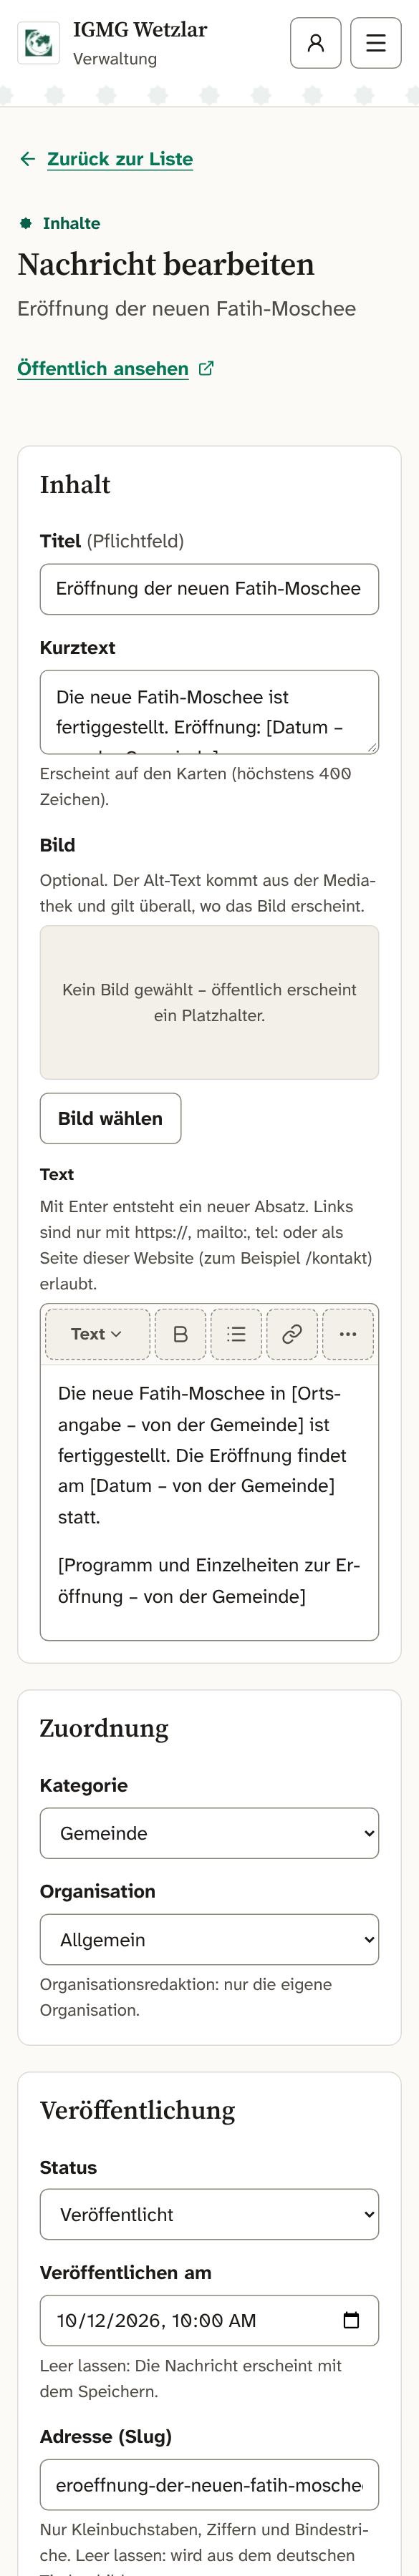 IGMG Wetzlar
Verwaltung
Zurück zur Liste
Inhalte
Nachricht bearbeiten
Eröffnung der neuen Fatih-Moschee
Öffentlich ansehen
Inhalt
Titel (Pflichtfeld)
Eröffnung der neuen Fatih-Moschee
Kurztext
Die neue Fatih-Moschee ist
fertiggestellt. Eröffnung: [Datum –
Erscheint auf den Karten (höchstens 400
Zeichen).
Bild
Optional. Der Alt-Text kommt aus der Media-
thek und gilt überall, wo das Bild erscheint.
Kein Bild gewählt – öffentlich erscheint
ein Platzhalter.
Bild wählen
Text
Mit Enter entsteht ein neuer Absatz. Links
sind nur mit https://, mailto:, tel: oder als
Seite dieser Website (zum Beispiel /kontakt)
erlaubt.
Text
B
Die neue Fatih-Moschee in [Orts-
angabe – von der Gemeinde] ist
fertiggestellt. Die Eröffnung findet
am [Datum – von der Gemeinde]
statt.
[Programm und Einzelheiten zur Er-
öffnung – von der Gemeinde]
Zuordnung
Kategorie
Gemeinde
Organisation
Allgemein
Organisationsredaktion: nur die eigene
Organisation.
Veröffentlichung
Status
Veröffentlicht
Veröffentlichen am
10/12/2026, 10:00 AM
Leer lassen: Die Nachricht erscheint mit
dem Speichern.
Adresse (Slug)
eroeffnung-der-neuen-fatih-mosche
Nur Kleinbuchstaben, Ziffern und Bindestri-
che. Leer lassen: wird aus dem deutschen